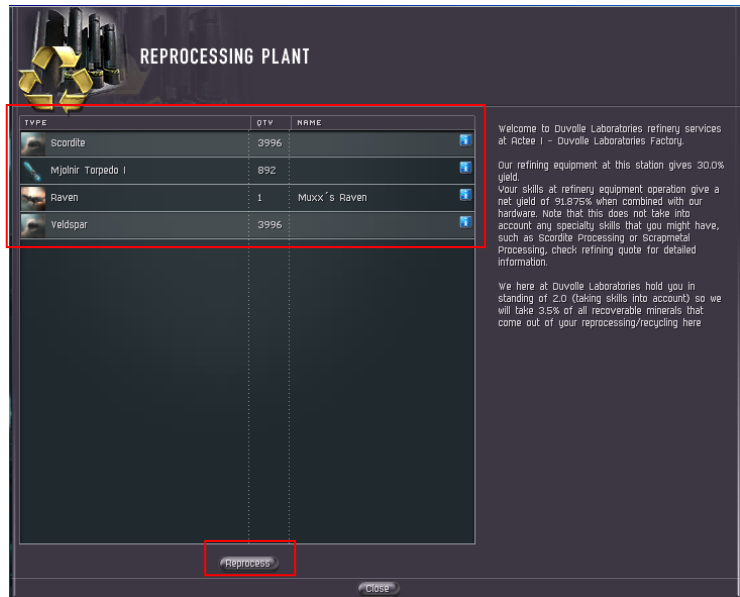 REPROCESSING PLANT
TYPE QTY NAME
Scordite 3996
Mjolnir Torpedo I 892
Raven 1 Muxx´s Raven
Veldspar 3996
Welcome to Duvolle Laboratories refinery services
at Actee I - Duvolle Laboratories Factory.
Our refining equipment at this station gives 30.0%
yield.
Your skills at refinery equipment operation give a
net yield of 91.875% when combined with our
hardware. Note that this does not take into
account any specialty skills that you might have,
such as Scordite Processing or Scrapmetal
Processing, check refining quote for detailed
information.
We here at Duvolle Laboratories hold you in
standing of 2.0 (taking skills into account) so we
will take 3.5% of all recoverable minerals that
come out of your reprocessing/recycling here
Reprocess
Close